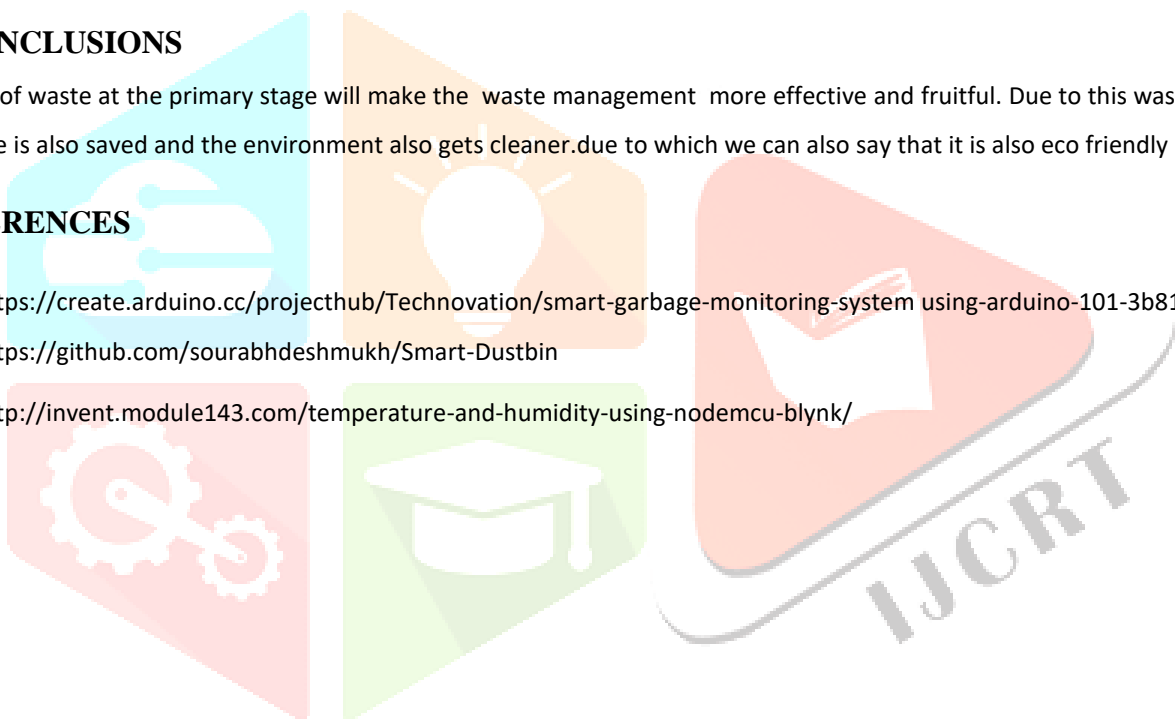 NCLUSIONS
of waste at the primary stage will make the waste management more effective and fruitful. Due to this was
e is also saved and the environment also gets cleaner.due to which we can also say that it is also eco friendly
RENCES
tps://create.arduino.cc/projecthub/Technovation/smart-garbage-monitoring-system using-arduino-101-3b81
tps://github.com/sourabhdeshmukh/Smart-Dustbin
tp://invent.module143.com/temperature-and-humidity-using-nodemcu-blynk/
IJCRT